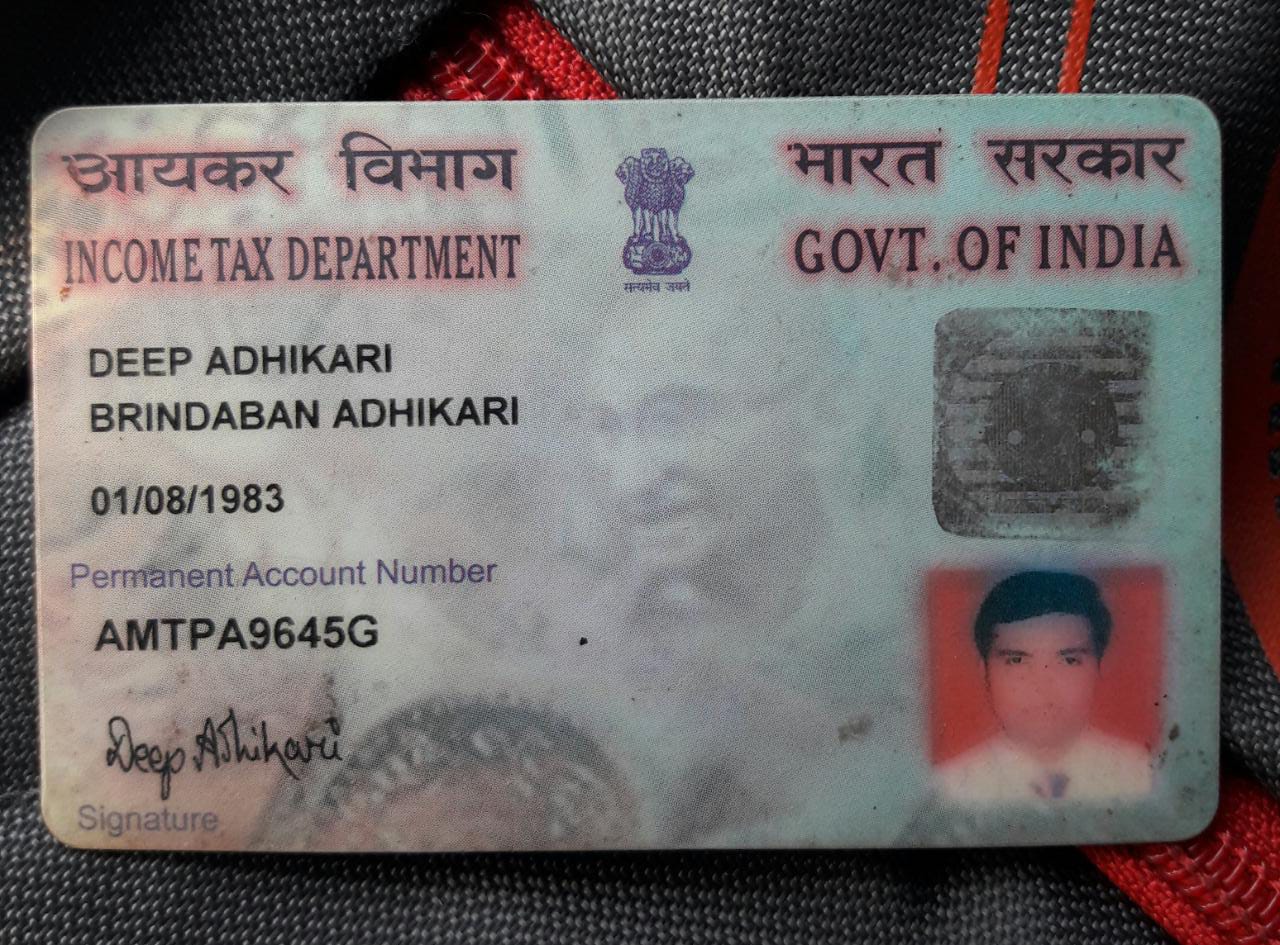 आयकर विभाग
INCOME TAX DEPARTMENT
सत्यमेव जयते
भारत सरकार
GOVT. OF INDIA
DEEP ADHIKARI
BRINDABAN ADHIKARI
01/08/1983
Permanent Account Number
AMTPA9645G
Deep Adhikari
Signature